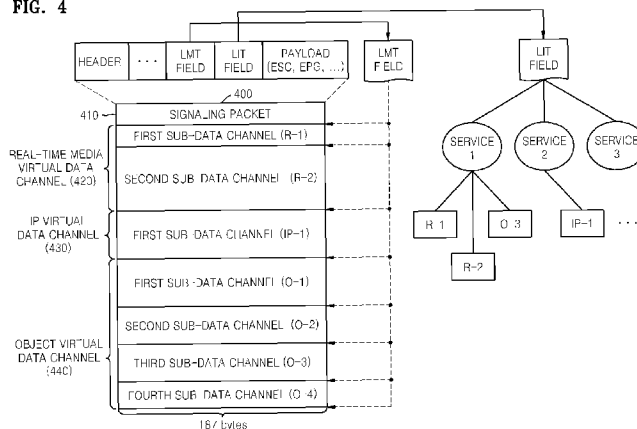 FIG. 4
HEADER
...
LMT
FIELD
LIT
FIELD
PAYLOAD
(ESC, EPG, ...)
LMT
FIELD
LIT
FIELD
400
410
SIGNALING PACKET
FIRST SUB-DATA CHANNEL (R-1)
SECOND SUB-DATA CHANNEL (R-2)
REAL-TIME MEDIA
VIRTUAL DATA
CHANNEL (420)
IP VIRTUAL
DATA CHANNEL
(430)
FIRST SUB-DATA CHANNEL (IP-1)
FIRST SUB-DATA CHANNEL (O-1)
SECOND SUB-DATA CHANNEL (O-2)
THIRD SUB-DATA CHANNEL (O-3)
FOURTH SUB-DATA CHANNEL (O-4)
OBJECT VIRTUAL
DATA CHANNEL
(440)
187 bytes
SERVICE
1
SERVICE
2
SERVICE
3
R-1
O-3
IP-1
...
R-2